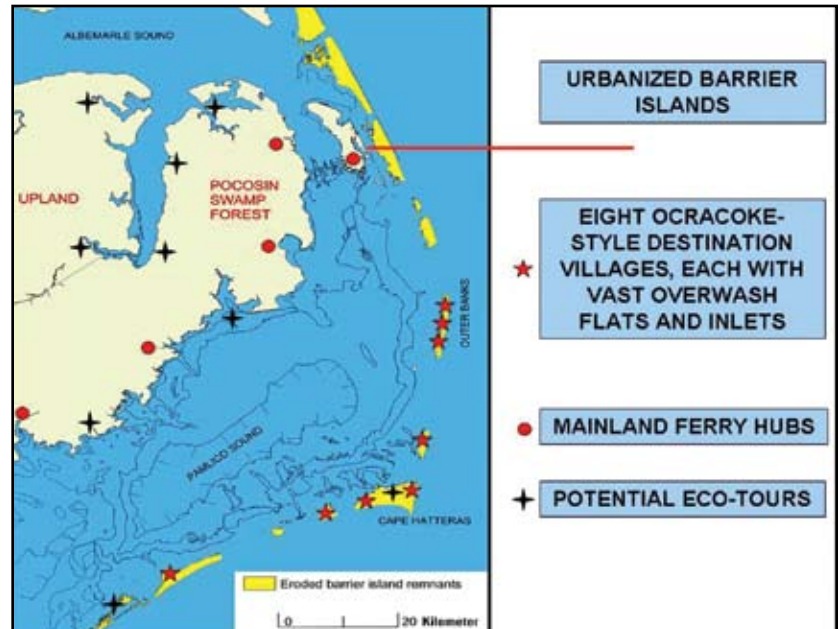 ALBEMARLE SOUND
UPLAND
POCOSIN
SWAMP
FOREST
OUTER BANKS
PAMLICO SOUND
CAPE HATTERAS
Eroded barrier island remnants
0 20 Kilemeter
URBANIZED BARRIER
ISLANDS
EIGHT OCRACOKE-
STYLE DESTINATION
VILLAGES, EACH WITH
VAST OVERWASH
FLATS AND INLETS
MAINLAND FERRY HUBS
POTENTIAL ECO-TOURS